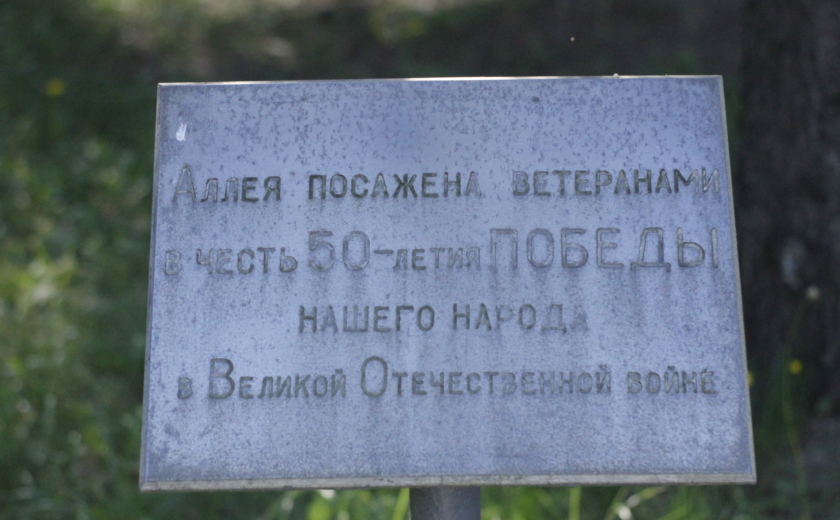 Аллея посажена ветеранами
в честь 50-летия ПОБЕДЫ
нашего народа
в Великой Отечественной войне